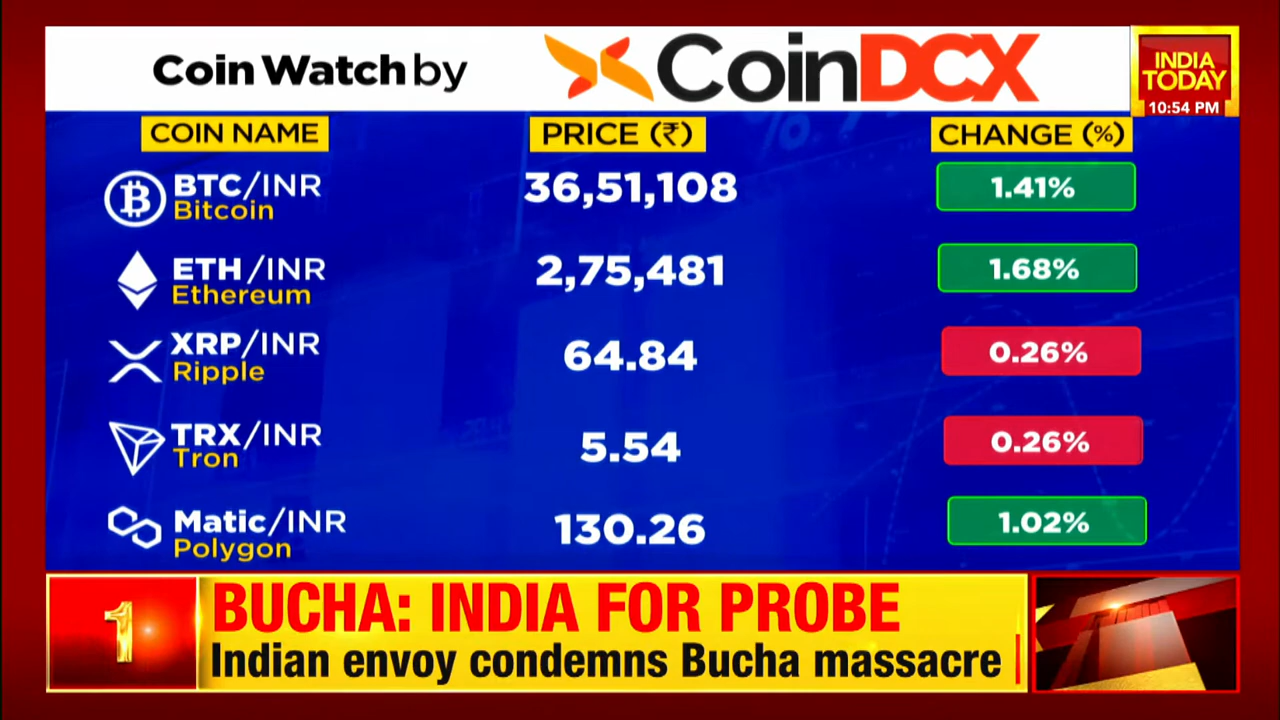 Coin Watch by CoinDCX
INDIA
TODAY
10:54 PM
COIN NAME PRICE (₹) CHANGE (%)
BTC/INR 36,51,108 1.41%
Bitcoin
ETH/INR 2,75,481 1.68%
Ethereum
XRP/INR 64.84 0.26%
Ripple
TRX/INR 5.54 0.26%
Tron
Matic/INR 130.26 1.02%
Polygon
1
BUCHA: INDIA FOR PROBE
Indian envoy condemns Bucha massacre